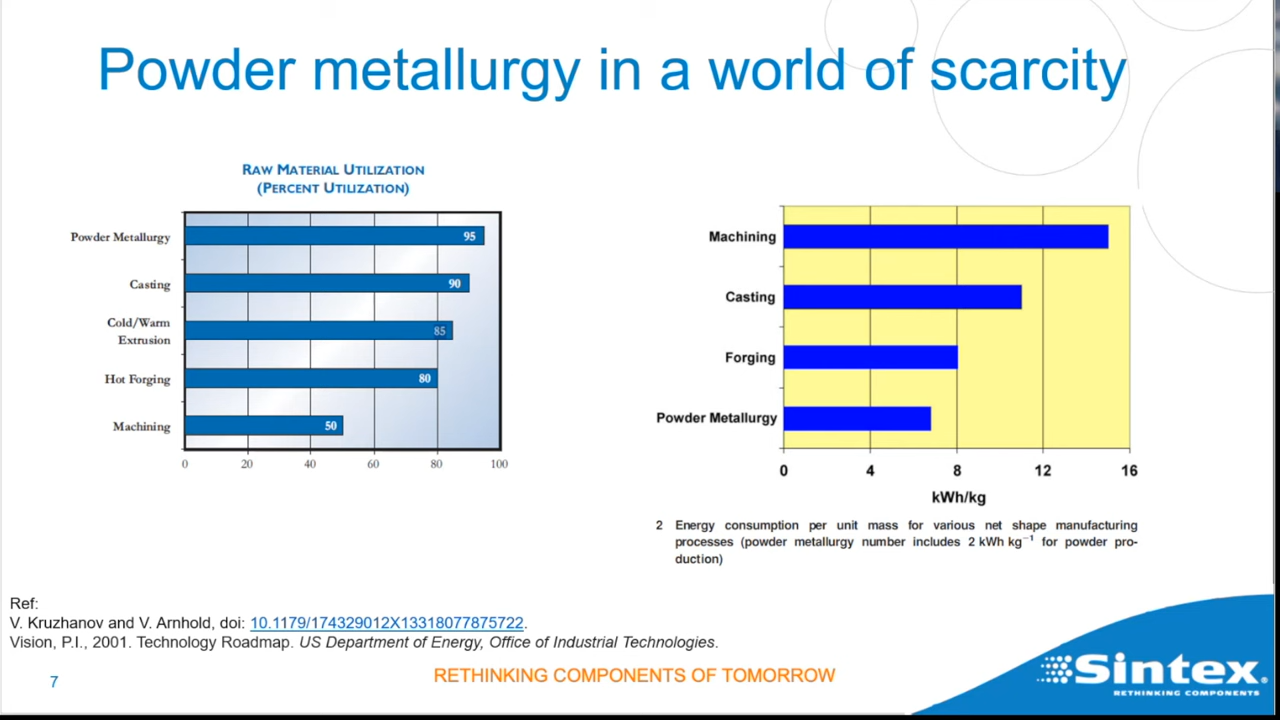 Powder metallurgy in a world of scarcity
RAW MATERIAL UTILIZATION
(PERCENT UTILIZATION)
Powder Metallurgy
95
Casting
90
Cold/Warm
Extrusion
85
Hot Forging
80
Machining
50
0 20 40 60 80 100
Machining
Casting
Forging
Powder Metallurgy
0 4 8 12 16
kWh/kg
2 Energy consumption per unit mass for various net shape manufacturing
processes (powder metallurgy number includes 2 kWh kg⁻¹ for powder pro-
duction)
Ref:
V. Kruzhanov and V. Arnhold, doi: 10.1179/174329012X13318077875722.
Vision, P.I., 2001. Technology Roadmap. US Department of Energy, Office of Industrial Technologies.
7
RETHINKING COMPONENTS OF TOMORROW
Sintex®
RETHINKING COMPONENTS